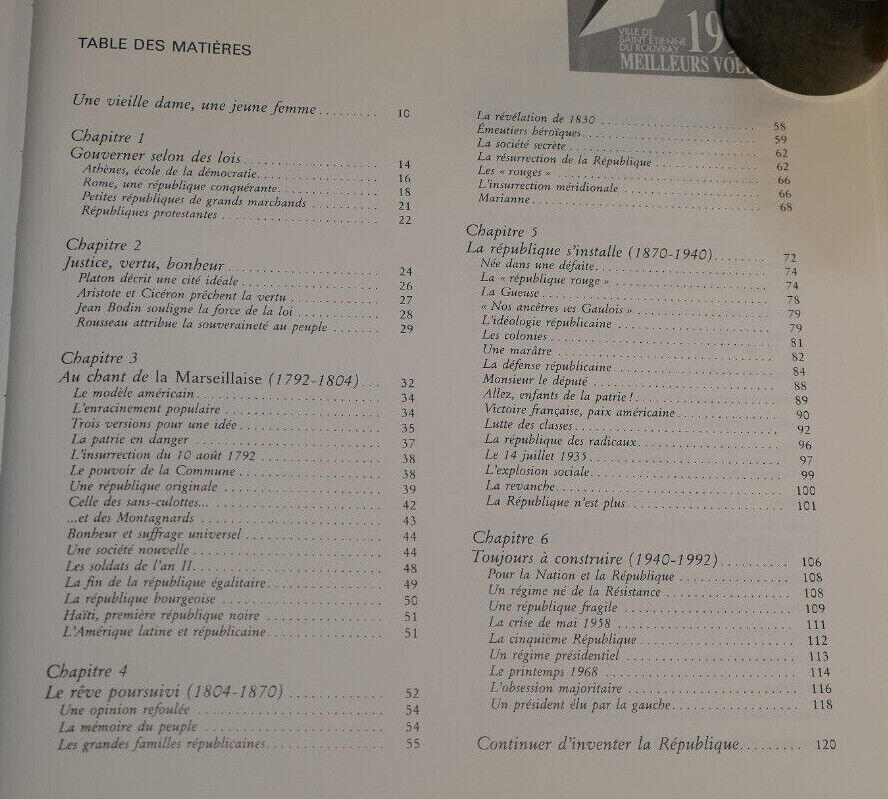 TABLE DES MATIÈRES
Une vieille dame, une jeune femme ......... 10
Chapitre 1
Gouverner selon des lois ......... 14
Athènes, école de la démocratie ......... 16
Rome, une république conquérante ......... 18
Petites républiques de grands marchands ......... 21
Républiques protestantes ......... 22
Chapitre 2
Justice, vertu, bonheur ......... 24
Platon décrit une cité idéale ......... 26
Aristote et Cicéron prêchent la vertu ......... 27
Jean Bodin souligne la force de la loi ......... 28
Rousseau attribue la souveraineté au peuple ......... 29
Chapitre 3
Au chant de la Marseillaise (1792-1804) ... 32
Le modèle américain ......... 34
L'enracinement populaire ......... 34
Trois versions pour une idée ......... 35
La patrie en danger ......... 37
L'insurrection du 10 août 1792 ......... 38
Le pouvoir de la Commune ......... 38
Une république originale ......... 39
Celle des sans-culottes... ......... 42
...et des Montagnards ......... 43
Bonheur et suffrage universel ......... 44
Une société nouvelle ......... 44
Les soldats de l'an II ......... 48
La fin de la république égalitaire ......... 49
La république bourgeoise ......... 50
Haïti, première république noire ......... 51
L'Amérique latine et républicaine ......... 51
Chapitre 4
Le rêve poursuivi (1804-1870) ......... 52
Une opinion refoulée ......... 54
La mémoire du peuple ......... 54
Les grandes familles républicaines ......... 55
VILLE DE
SAINT ETIENNE
DU ROUVRAY
19
MEILLEURS
La révélation de 1830 ......... 58
Émeutiers héroïques ......... 59
La société secrète ......... 62
La résurrection de la République ......... 62
Les « rouges » ......... 66
L'insurrection méridionale ......... 66
Marianne ......... 68
Chapitre 5
La république s'installe (1870-1940) ......... 72
Née dans une défaite ......... 74
La « république rouge » ......... 74
La Gueuse ......... 78
« Nos ancêtres les Gaulois » ......... 79
L'idéologie républicaine ......... 79
Les colonies ......... 81
Une marâtre ......... 82
La défense républicaine ......... 84
Monsieur le député ......... 88
Allez, enfants de la patrie ! ......... 89
Victoire française, paix américaine ......... 90
Lutte des classes ......... 92
La république des radicaux ......... 96
Le 14 juillet 1935 ......... 97
L'explosion sociale ......... 99
La revanche ......... 100
La République n'est plus ......... 101
Chapitre 6
Toujours à construire (1940-1992) ......... 106
Pour la Nation et la République ......... 108
Un régime né de la Résistance ......... 108
Une république fragile ......... 109
La crise de mai 1958 ......... 111
La cinquième République ......... 112
Un régime présidentiel ......... 113
Le printemps 1968 ......... 114
L'obsession majoritaire ......... 116
Un président élu par la gauche ......... 118
Continuer d'inventer la République ......... 120